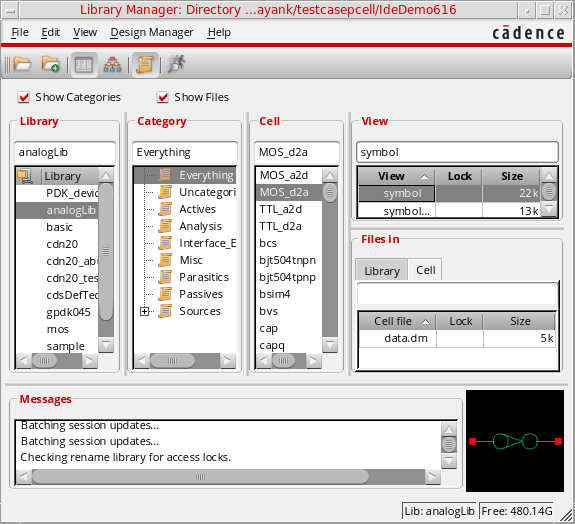 Library Manager: Directory ...ayank/testcasepcell/IdeDemo616
File Edit View Design Manager Help
cādence
Show Categories Show Files
Library Category Cell View
analogLib Everything MOS_d2a symbol
Library
PDK_devic
analogLib
basic
cdn20
cdn20_abu
cdn20_tes
cdsDefTec
gpdk045
mos
sample
Everything
Uncategori
Actives
Analysis
Interface_E
Misc
Parasitics
Passives
Sources
MOS_a2d
MOS_d2a
TTL_a2d
TTL_d2a
bcs
bjt504tnpn
bjt504tpnp
bsim4
bvs
cap
capq
View Lock Size
symbol 22k
symbol... 13k
Files in
Library Cell
Cell file Lock Size
data.dm 5k
Messages
Batching session updates...
Batching session updates...
Checking rename library for access locks.
Lib: analogLib Free: 480.14G